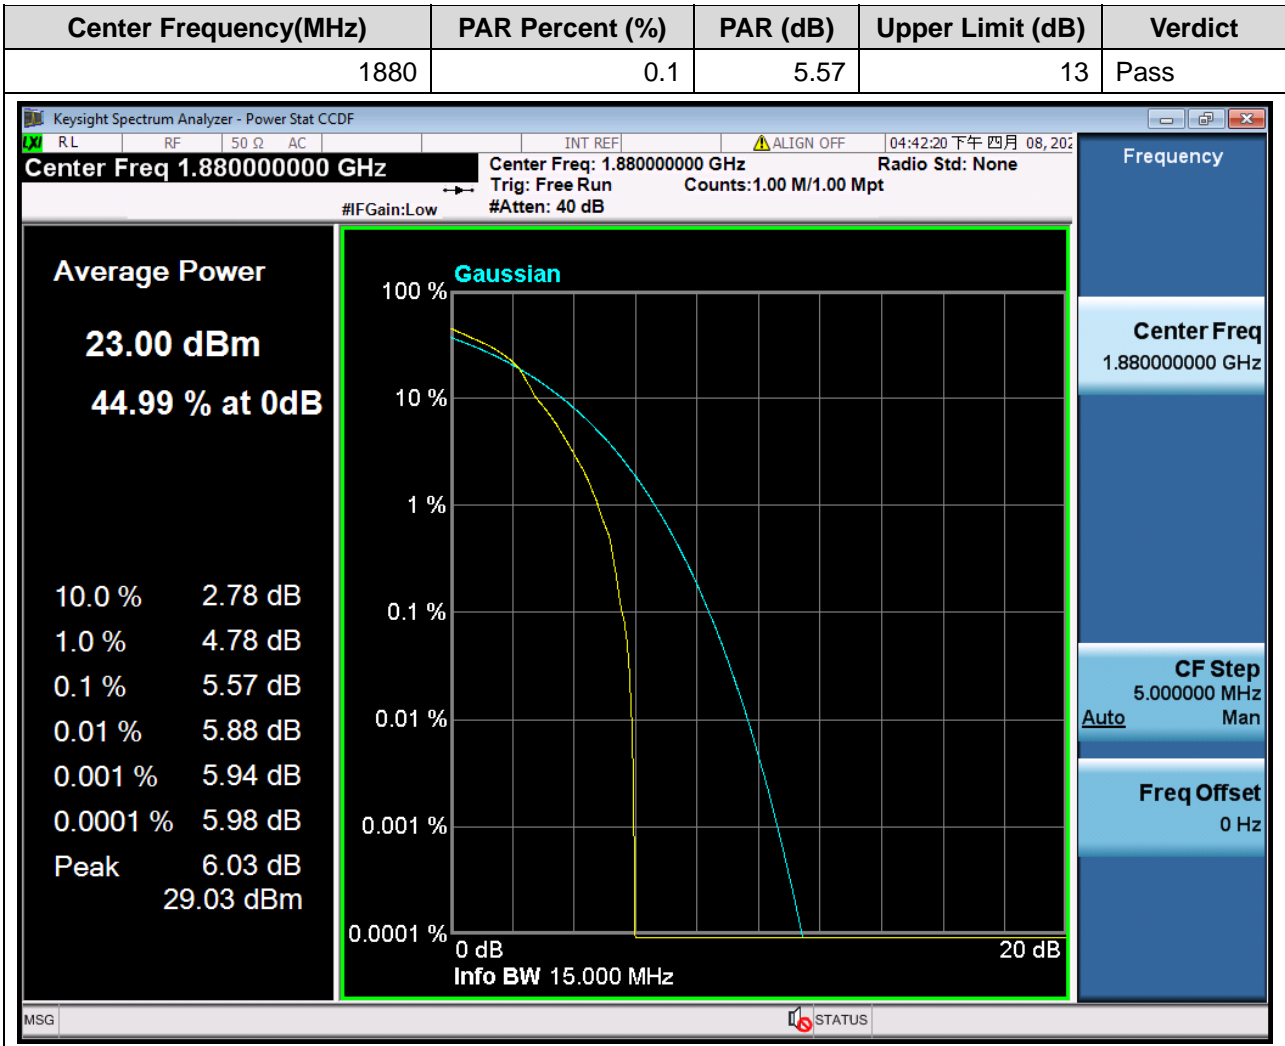 Center Frequency(MHz) PAR Percent (%) PAR (dB) Upper Limit (dB) Verdict
1880 0.1 5.57 13 Pass
Keysight Spectrum Analyzer - Power Stat CCDF
LXI RL RF 50 Ω AC INT REF ALIGN OFF 04:42:20 下午 四月 08, 202
Center Freq 1.880000000 GHz
Center Freq: 1.880000000 GHz Radio Std: None
Trig: Free Run Counts:1.00 M/1.00 Mpt
#IFGain:Low #Atten: 40 dB
Average Power
23.00 dBm
44.99 % at 0dB
10.0 % 2.78 dB
1.0 % 4.78 dB
0.1 % 5.57 dB
0.01 % 5.88 dB
0.001 % 5.94 dB
0.0001 % 5.98 dB
Peak 6.03 dB
29.03 dBm
Gaussian
100 %
10 %
1 %
0.1 %
0.01 %
0.001 %
0.0001 %
0 dB 20 dB
Info BW 15.000 MHz
Frequency
Center Freq
1.880000000 GHz
CF Step
5.000000 MHz
Auto Man
Freq Offset
0 Hz
MSG STATUS